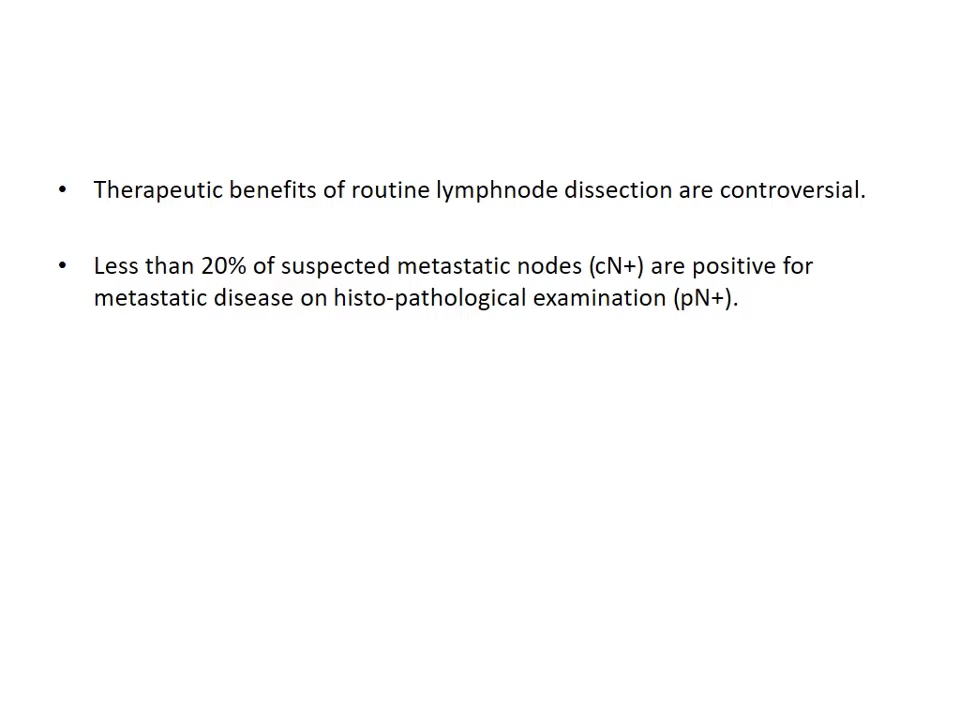 • Therapeutic benefits of routine lymphnode dissection are controversial.
• Less than 20% of suspected metastatic nodes (cN+) are positive for
metastatic disease on histo-pathological examination (pN+).